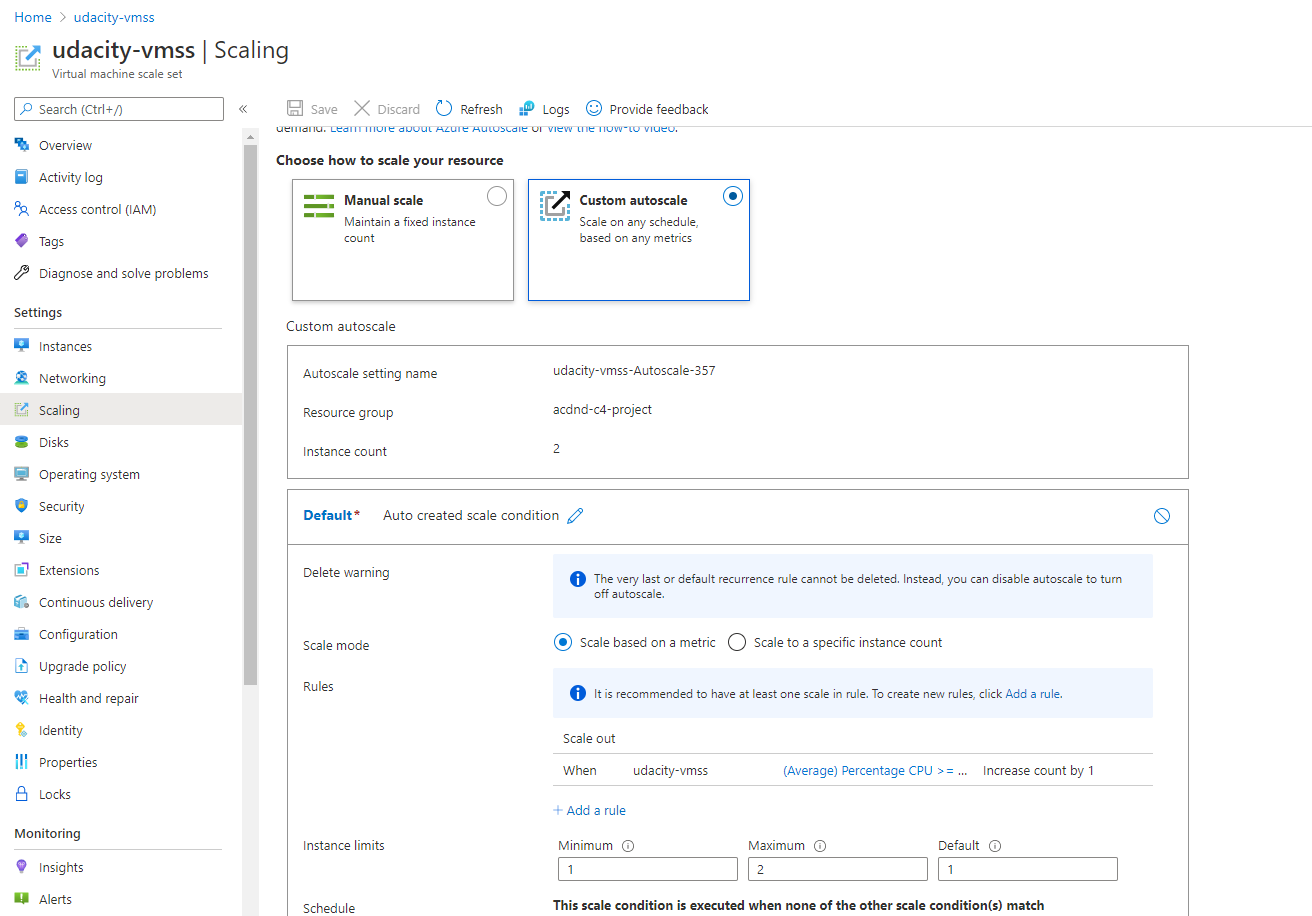 Home > udacity-vmss
udacity-vmss | Scaling
Virtual machine scale set
Search (Ctrl+/)
«
Save
Discard
Refresh
Logs
Provide feedback
Overview
Activity log
Access control (IAM)
Tags
Diagnose and solve problems
Settings
Instances
Networking
Scaling
Disks
Operating system
Security
Size
Extensions
Continuous delivery
Configuration
Upgrade policy
Health and repair
Identity
Properties
Locks
Monitoring
Insights
Alerts
demand. Learn more about Azure Autoscale or view the how-to video.
Choose how to scale your resource
Manual scale
Maintain a fixed instance
count
Custom autoscale
Scale on any schedule,
based on any metrics
Custom autoscale
Autoscale setting name udacity-vmss-Autoscale-357
Resource group acdnd-c4-project
Instance count 2
Default* Auto created scale condition
Delete warning
The very last or default recurrence rule cannot be deleted. Instead, you can disable autoscale to turn
off autoscale.
Scale mode Scale based on a metric Scale to a specific instance count
Rules
It is recommended to have at least one scale in rule. To create new rules, click Add a rule.
Scale out
When udacity-vmss (Average) Percentage CPU >= ... Increase count by 1
+ Add a rule
Instance limits Minimum Maximum Default
1 2 1
Schedule This scale condition is executed when none of the other scale condition(s) match